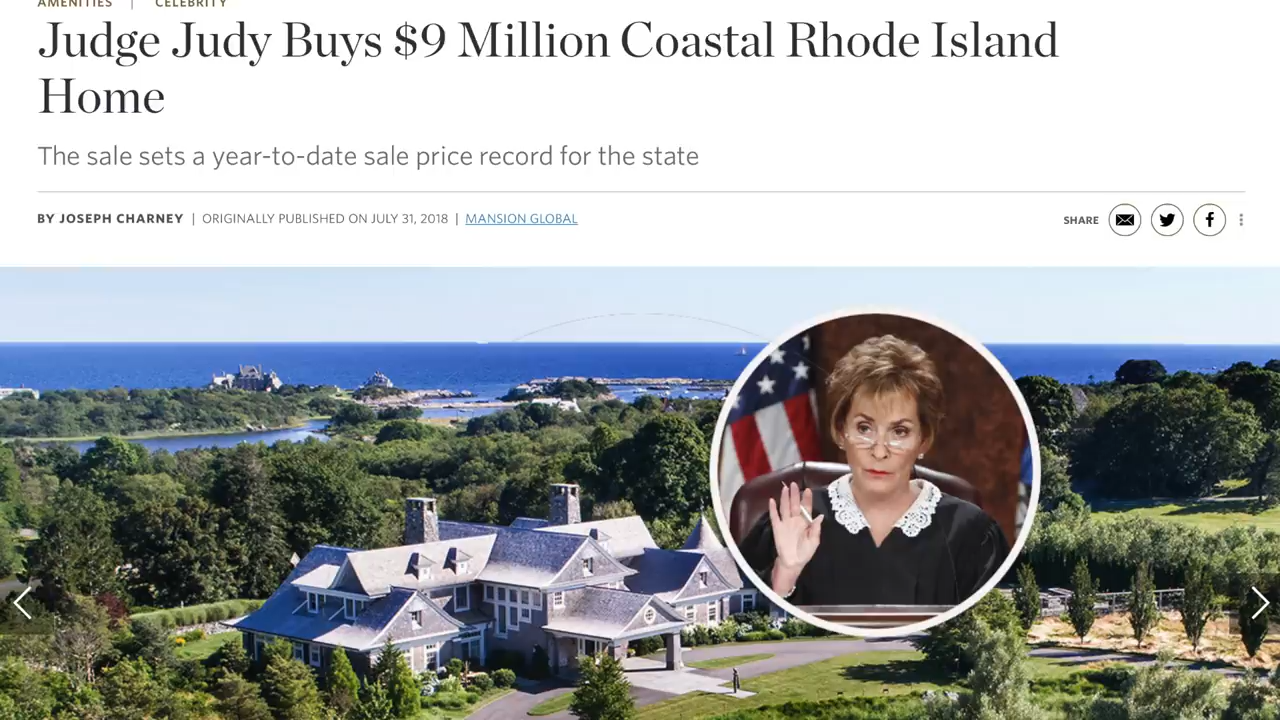 AMENITIES | CELEBRITY
Judge Judy Buys $9 Million Coastal Rhode Island
Home
The sale sets a year-to-date sale price record for the state
BY JOSEPH CHARNEY | ORIGINALLY PUBLISHED ON JULY 31, 2018 | MANSION GLOBAL
SHARE